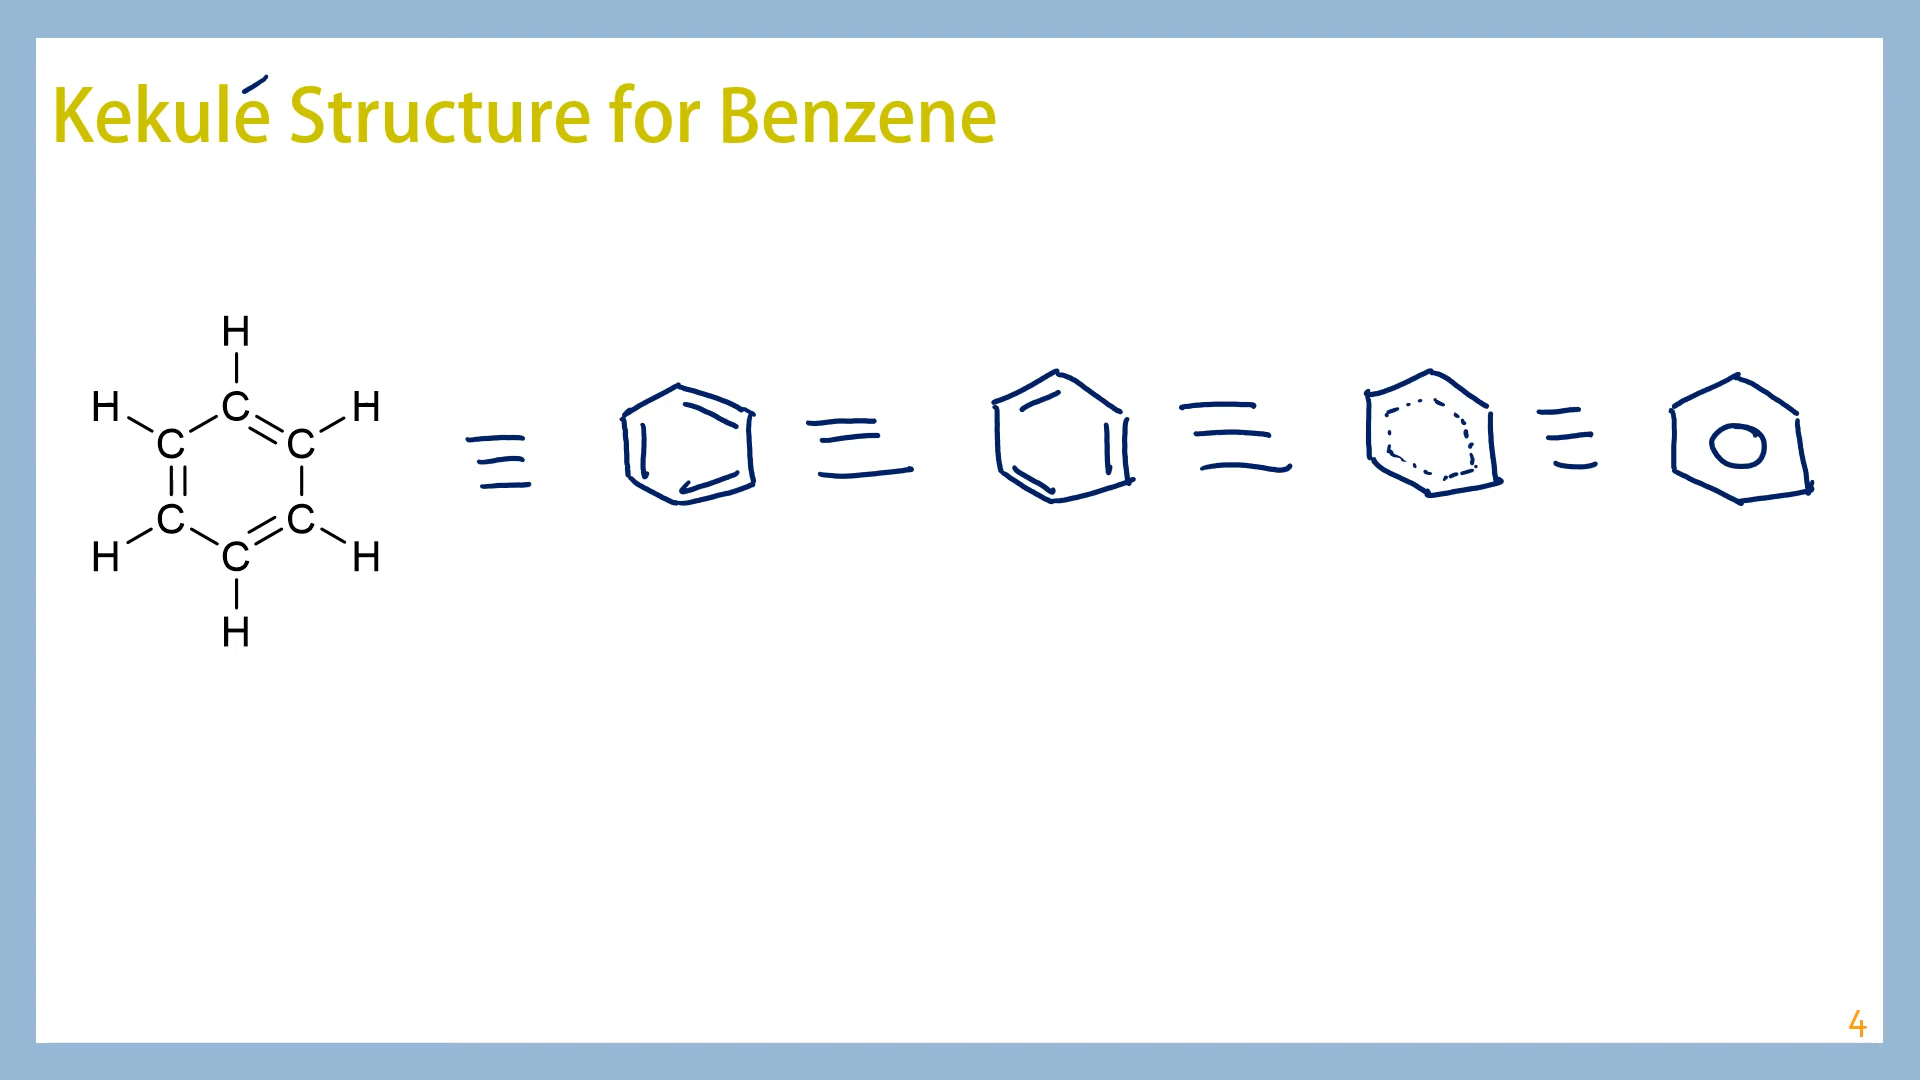 Kekulé Structure for Benzene
H
H H
C
C C
≡ ≡ ≡ ≡
C C
C
H H
H
4